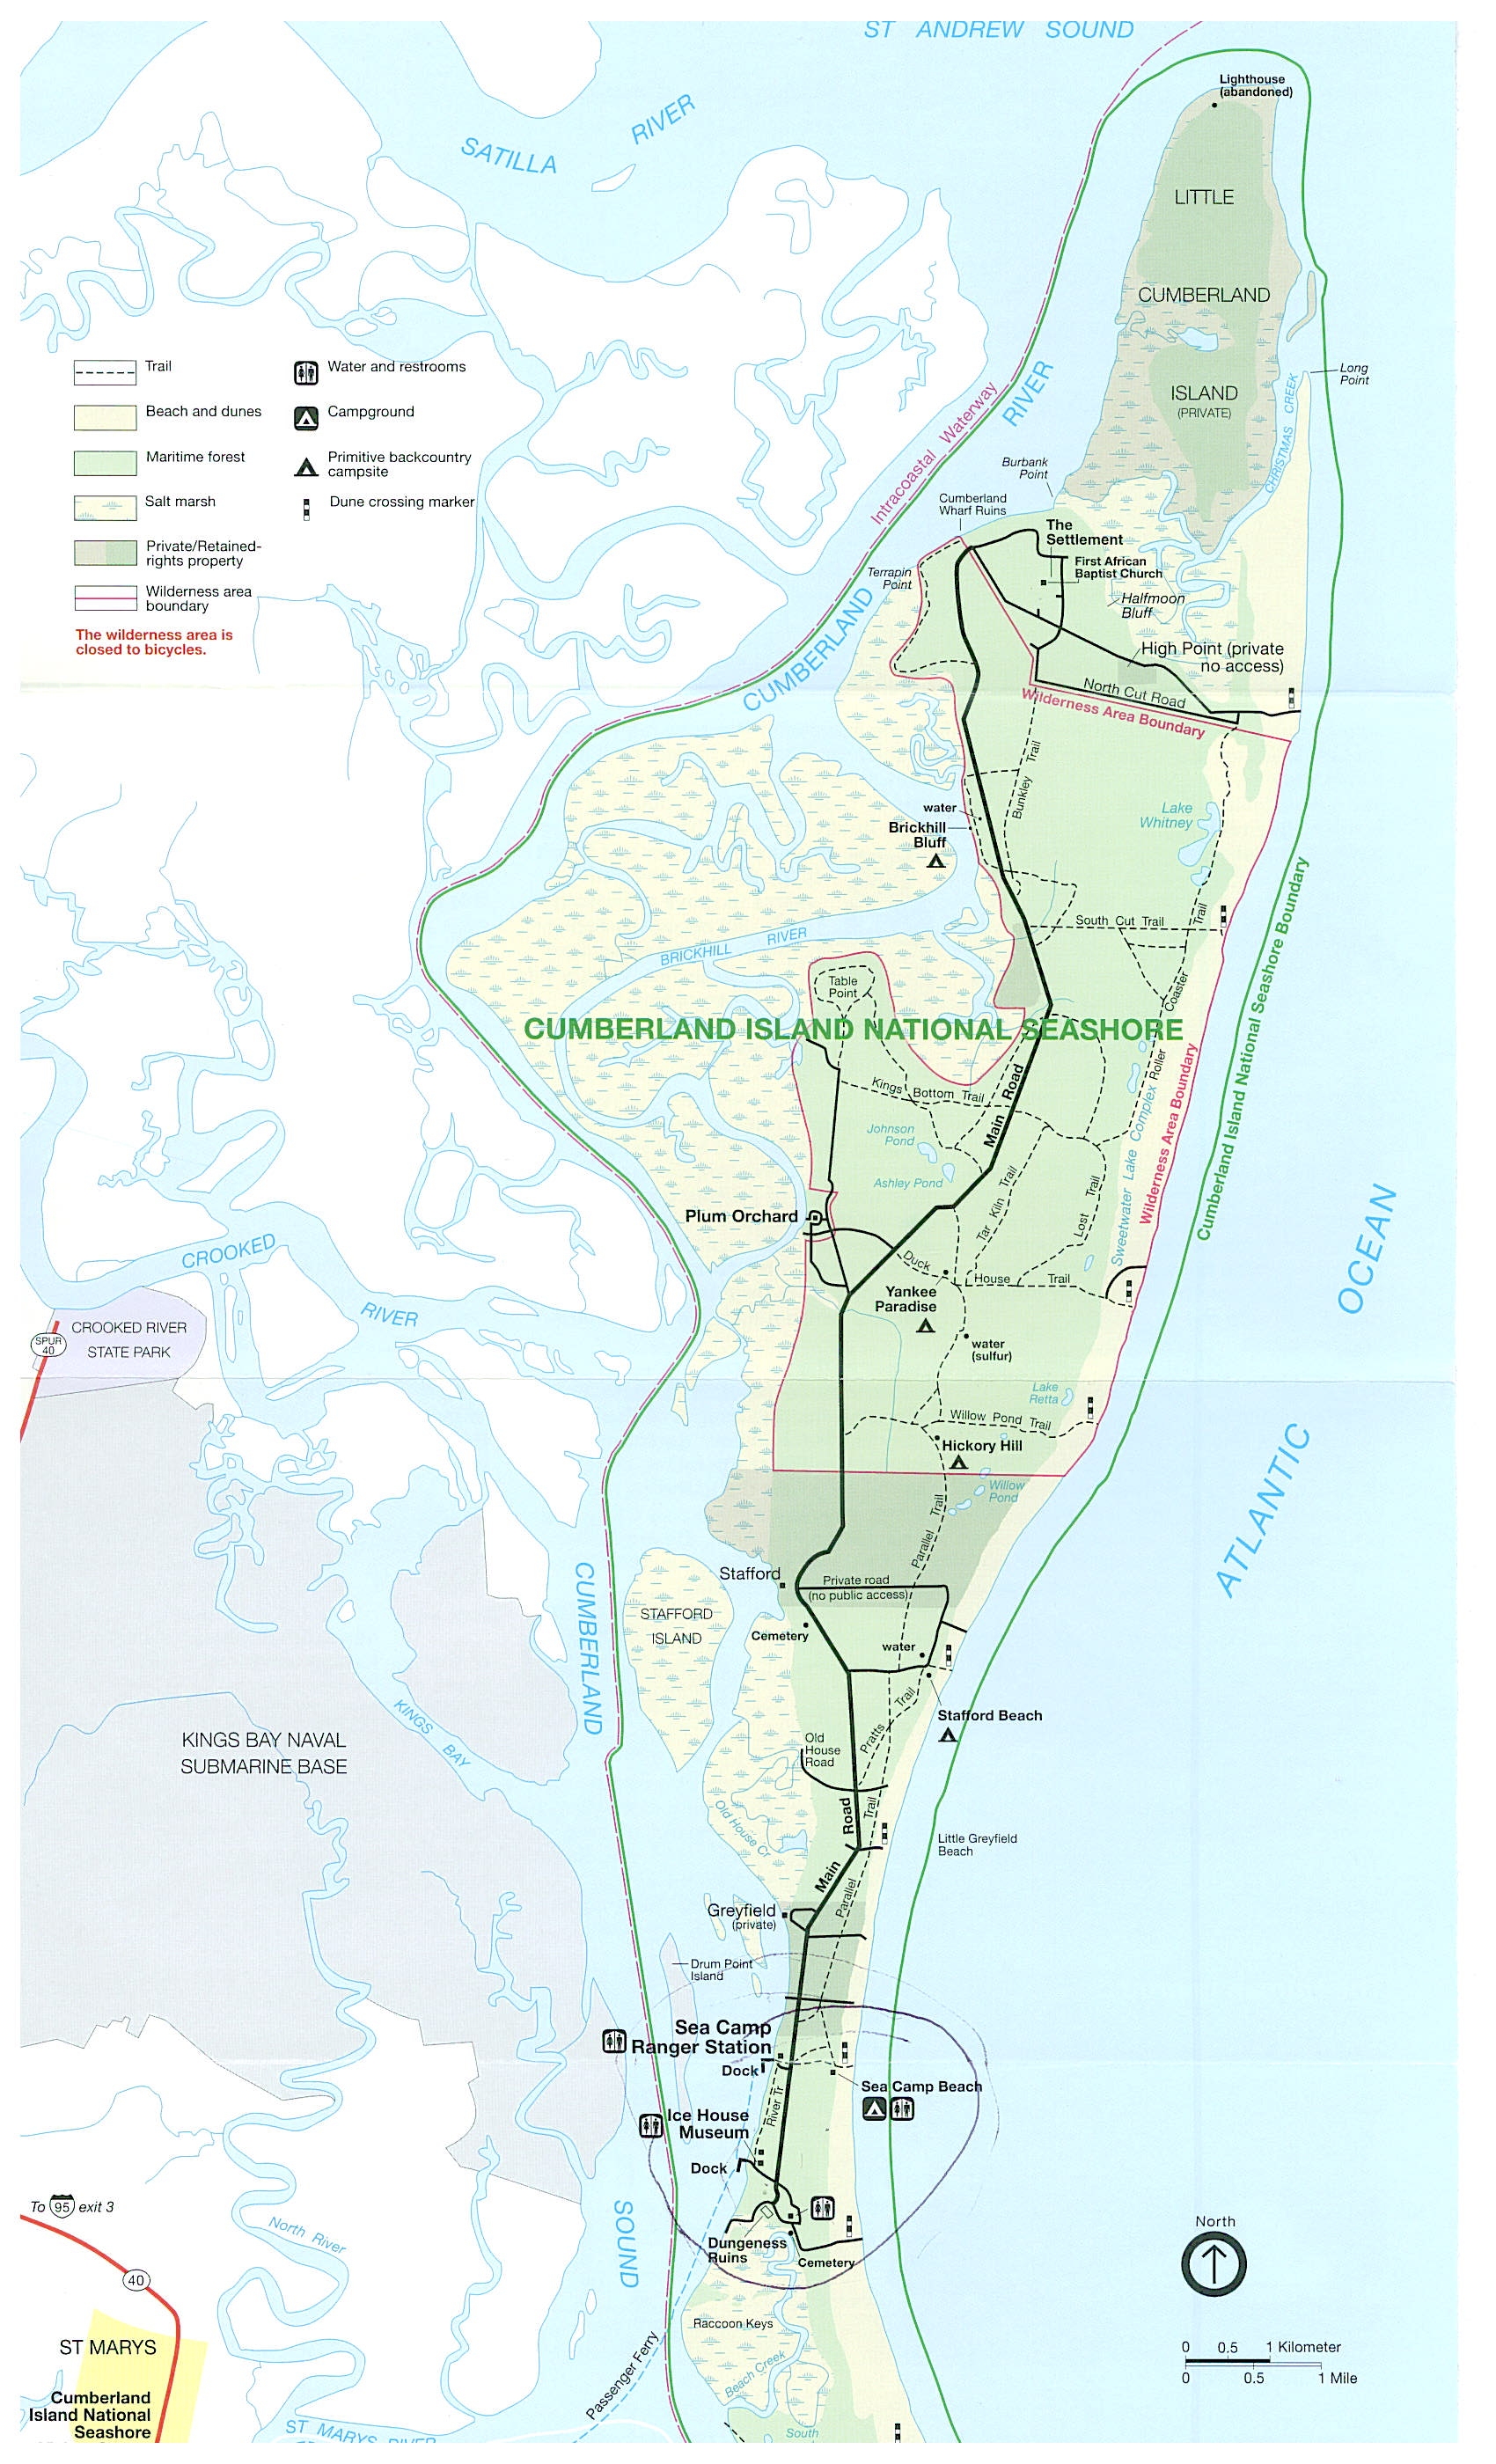 ST ANDREW SOUND
Lighthouse
(abandoned)
SATILLA RIVER
LITTLE
CUMBERLAND
ISLAND
(PRIVATE)
Long
Point
CHRISTMAS CREEK
RIVER
Intracoastal Waterway
Trail
Beach and dunes
Maritime forest
Salt marsh
Private/Retained-
rights property
Wilderness area
boundary
The wilderness area is
closed to bicycles.
Water and restrooms
Campground
Primitive backcountry
campsite
Dune crossing marker
Burbank
Point
Cumberland
Wharf Ruins
The
Settlement
First African
Baptist Church
Terrapin
Point
Halfmoon
Bluff
CUMBERLAND
High Point (private
no access)
North Cut Road
Wilderness Area Boundary
Bunkley Trail
water
Brickhill
Bluff
Lake
Whitney
South Cut Trail
BRICKHILL RIVER
Table
Point
Roller Coaster Trail
CUMBERLAND ISLAND NATIONAL SEASHORE
Cumberland Island National Seashore Boundary
Kings Bottom Trail
Main Road
Johnson
Pond
Ashley Pond
Sweetwater Lake Complex
Wilderness Area Boundary
Tar Kiln Trail
Lost Trail
Plum Orchard
Duck House Trail
Yankee
Paradise
water
(sulfur)
CROOKED RIVER
SPUR
40
CROOKED RIVER
STATE PARK
ATLANTIC OCEAN
Lake
Retta
Willow Pond Trail
Hickory Hill
Willow
Pond
Parallel Trail
Stafford
Private road
(no public access)
STAFFORD
ISLAND
Cemetery
water
CUMBERLAND
KINGS BAY NAVAL
SUBMARINE BASE
KINGS BAY
Stafford Beach
Pratts Trail
Old
House
Road
Old House Cr
Main Road
Parallel Trail
Little Greyfield
Beach
Greyfield
(private)
Drum Point
Island
Sea Camp
Ranger Station
Dock
Sea Camp Beach
River Tr
Ice House
Museum
Dock
Dungeness
Ruins
Cemetery
SOUND
To 95 exit 3
40
North River
Raccoon Keys
Beach Creek
Passenger Ferry
ST MARYS
Cumberland
Island National
Seashore
ST MARYS RIVER
South
North
0 0.5 1 Kilometer
0 0.5 1 Mile